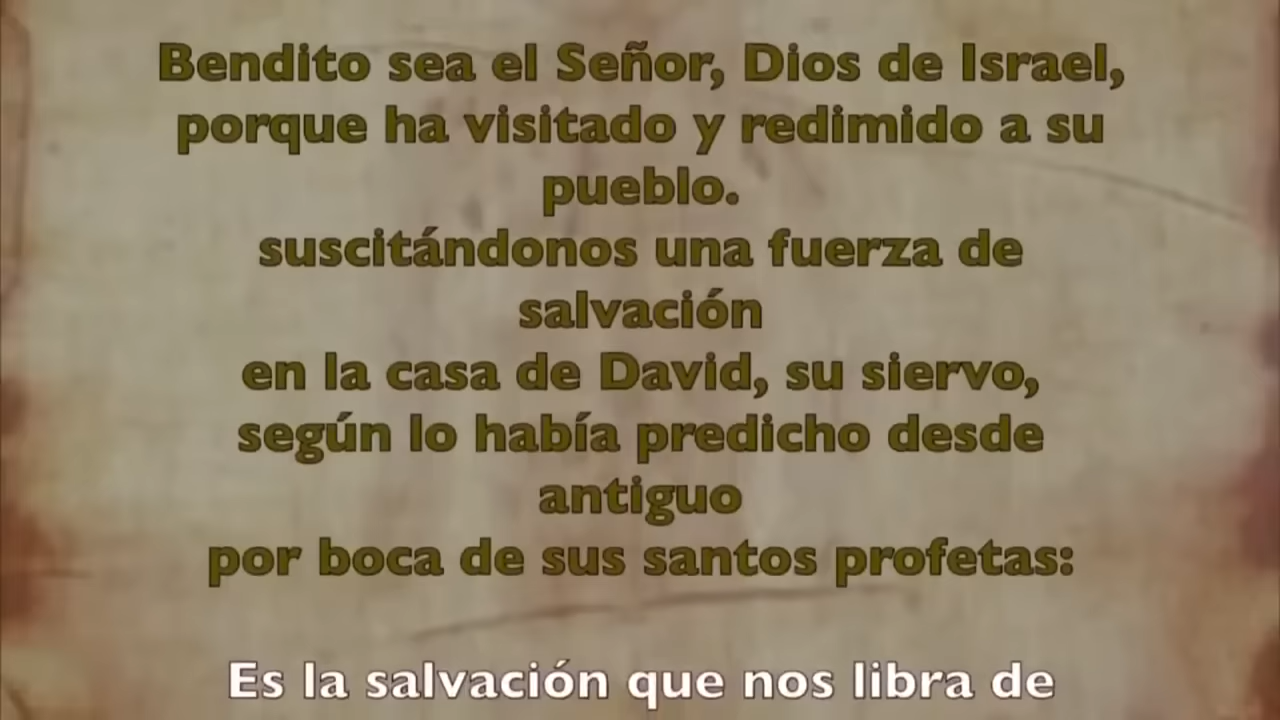 Bendito sea el Señor, Dios de Israel,
porque ha visitado y redimido a su
pueblo.
suscitándonos una fuerza de
salvación
en la casa de David, su siervo,
según lo había predicho desde
antiguo
por boca de sus santos profetas:
Es la salvación que nos libra de